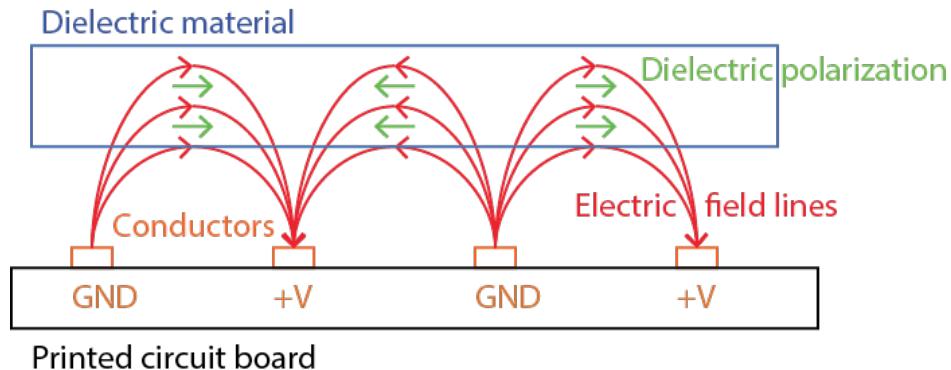 Dielectric material
Dielectric polarization
Electric field lines
Conductors
GND +V GND +V
Printed circuit board